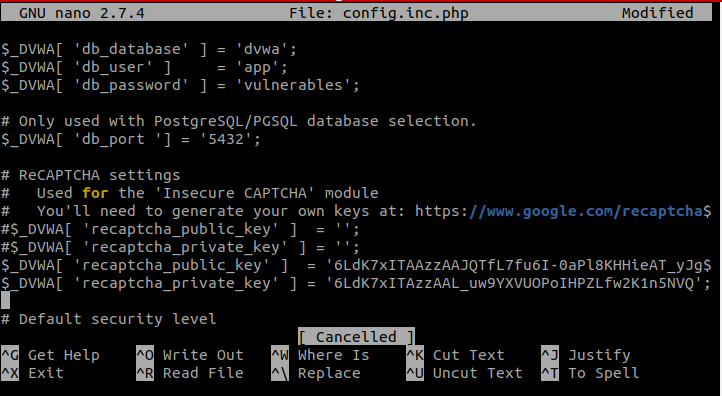 GNU nano 2.7.4 File: config.inc.php Modified
$_DVWA[ 'db_database' ] = 'dvwa';
$_DVWA[ 'db_user' ]     = 'app';
$_DVWA[ 'db_password' ] = 'vulnerables';
# Only used with PostgreSQL/PGSQL database selection.
$_DVWA[ 'db_port '] = '5432';
# ReCAPTCHA settings
#   Used for the 'Insecure CAPTCHA' module
#   You'll need to generate your own keys at: https://www.google.com/recaptcha$
#$_DVWA[ 'recaptcha_public_key' ]  = '';
#$_DVWA[ 'recaptcha_private_key' ] = '';
$_DVWA[ 'recaptcha_public_key' ]  = '6LdK7xITAAzzAAJQTfL7fu6I-0aPl8KHHieAT_yJg$
$_DVWA[ 'recaptcha_private_key' ] = '6LdK7xITAzzAAL_uw9YXVUOPoIHPZLfw2K1n5NVQ';
# Default security level
[ Cancelled ]
^G Get Help ^O Write Out ^W Where Is ^K Cut Text ^J Justify
^X Exit ^R Read File ^\ Replace ^U Uncut Text ^T To Spell